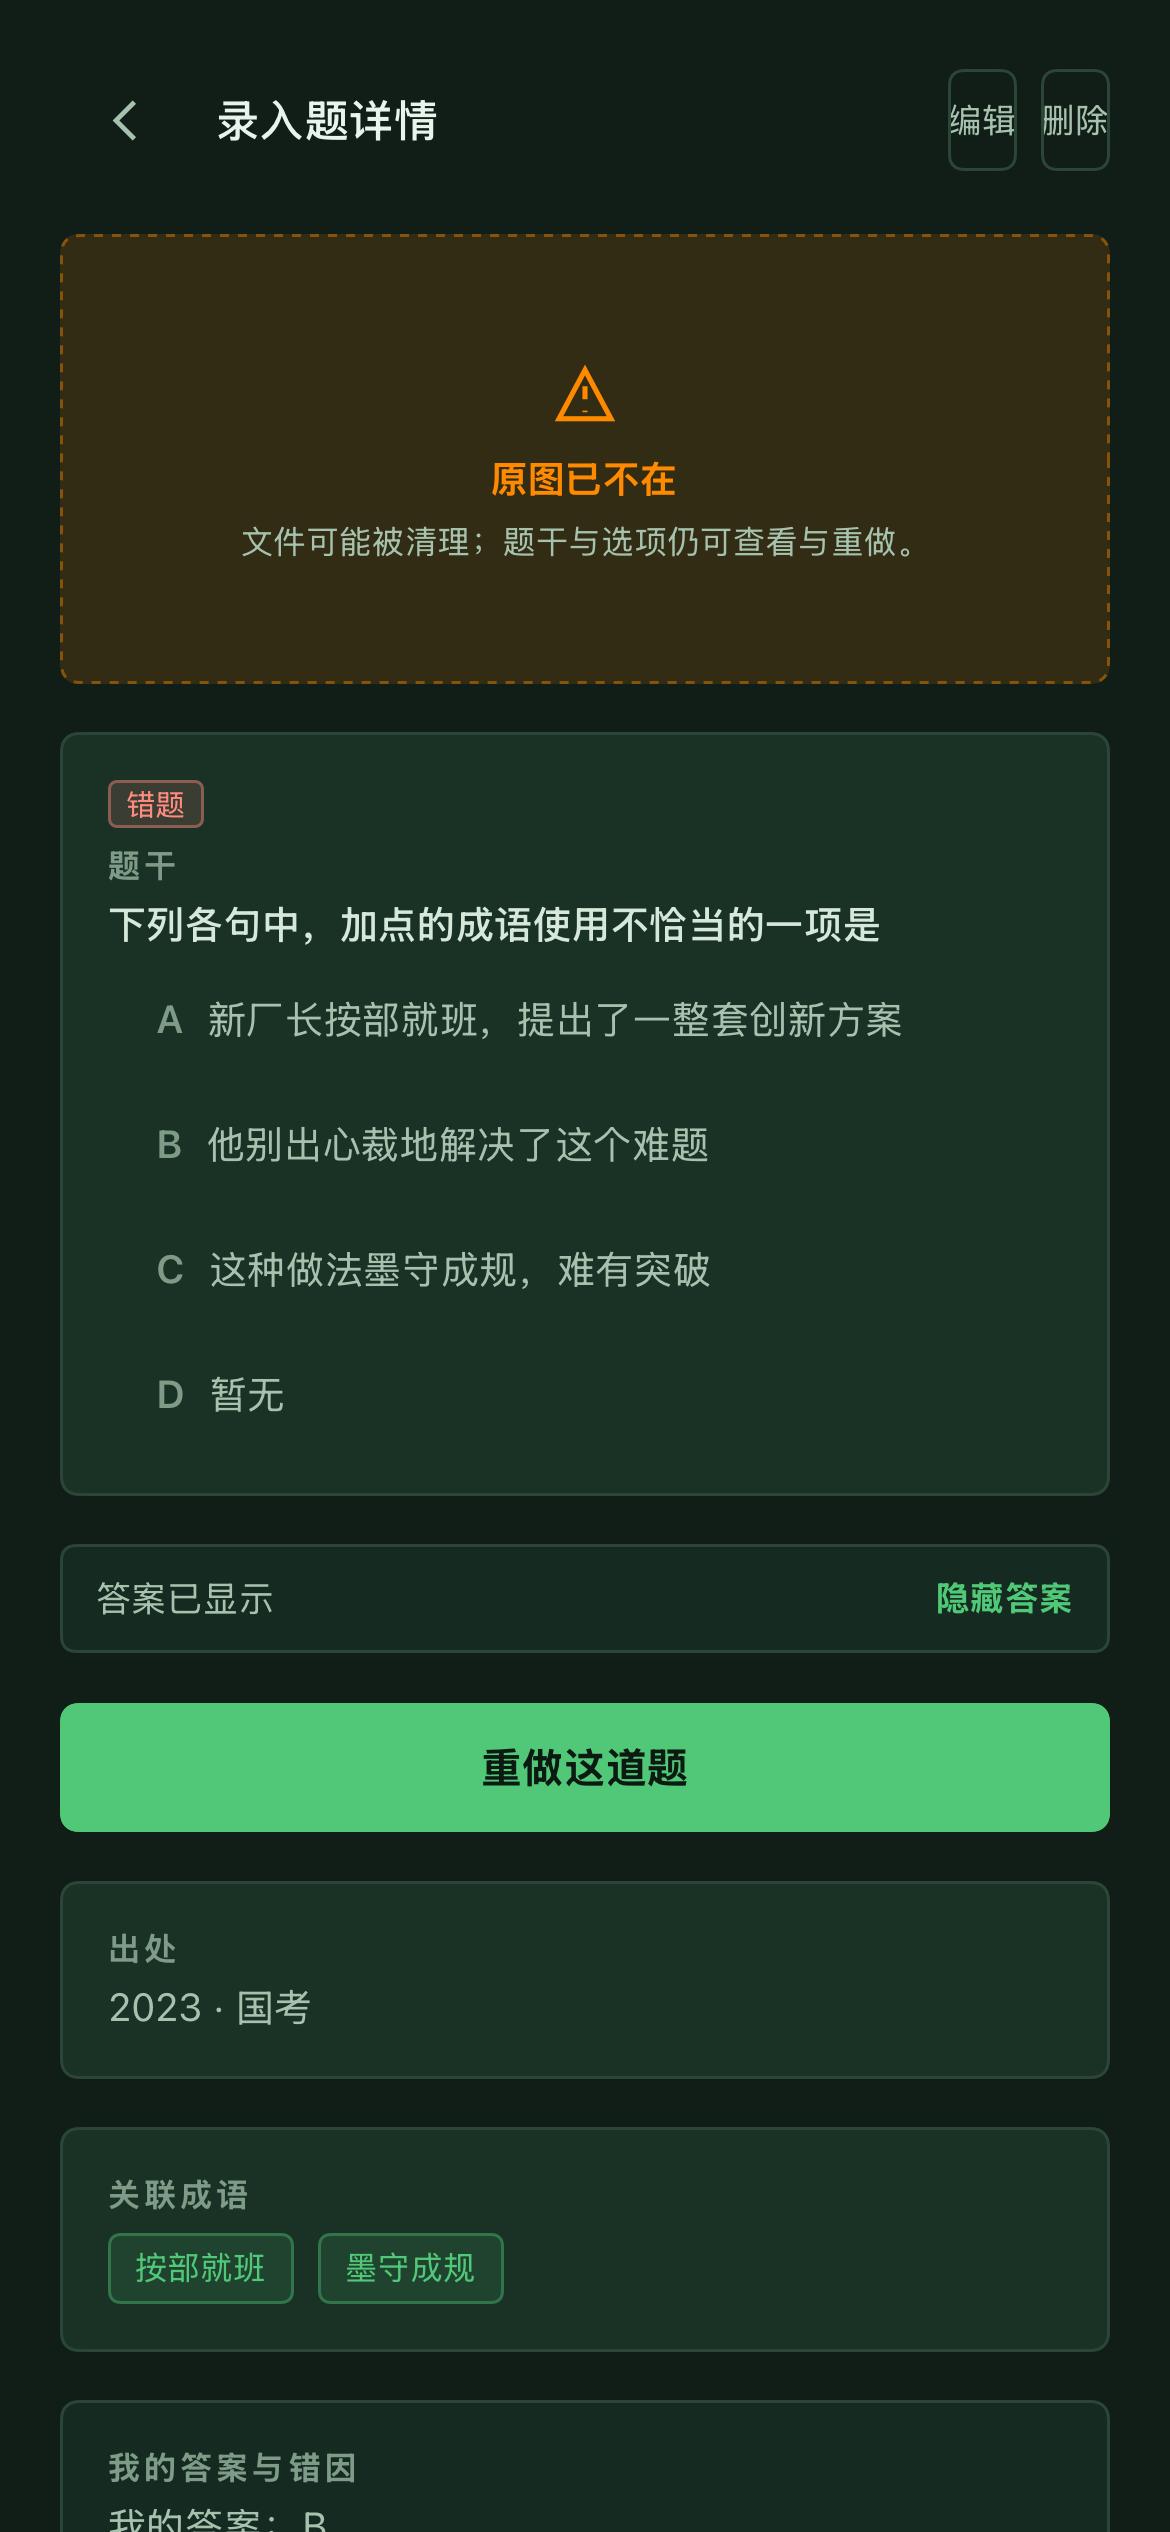 录入题详情
编辑
删除
原图已不在
文件可能被清理；题干与选项仍可查看与重做。
错题
题干
下列各句中，加点的成语使用不恰当的一项是
A 新厂长按部就班，提出了一整套创新方案
B 他别出心裁地解决了这个难题
C 这种做法墨守成规，难有突破
D 暂无
答案已显示
隐藏答案
重做这道题
出处
2023 · 国考
关联成语
按部就班
墨守成规
我的答案与错因
我的答案：B